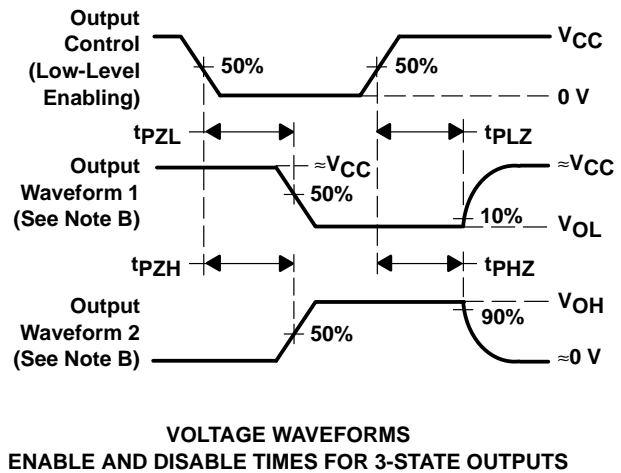 Output
Control
(Low-Level
Enabling)
50%
50%
VCC
0 V
tPZL
tPLZ
Output
Waveform 1
(See Note B)
≈VCC
50%
≈VCC
10%
VOL
tPZH
tPHZ
Output
Waveform 2
(See Note B)
50%
VOH
90%
≈0 V
VOLTAGE WAVEFORMS
ENABLE AND DISABLE TIMES FOR 3-STATE OUTPUTS